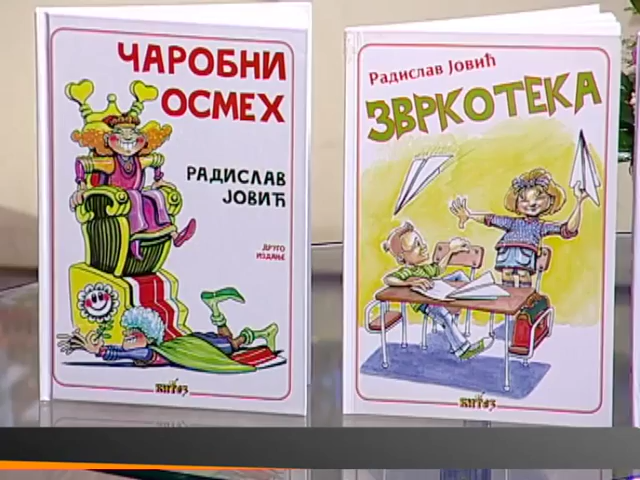 ЧАРОБНИ
ОСМЕХ
РАДИСЛАВ
ЈОВИЋ
ДРУГО
ИЗДАЊЕ
Радислав Јовић
ЗВРКОТЕКА